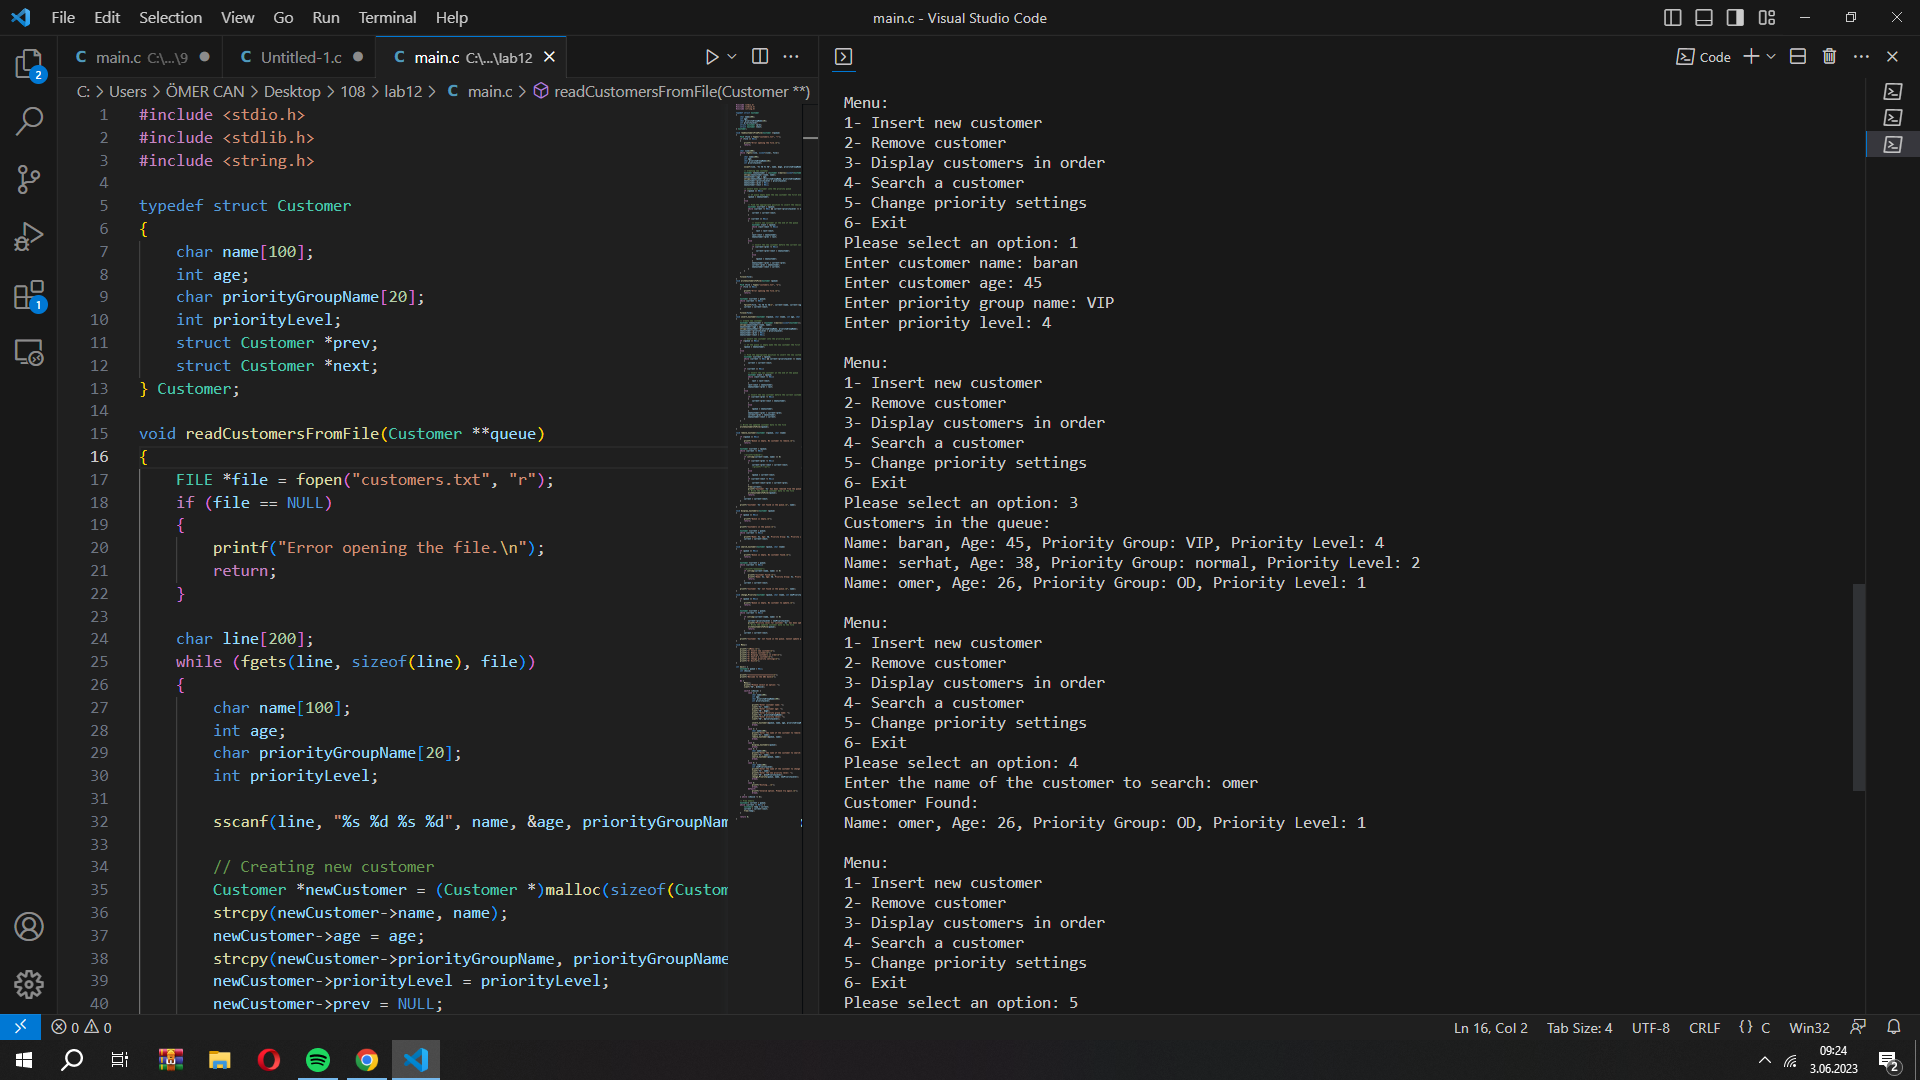 File Edit Selection View Go Run Terminal Help
main.c - Visual Studio Code
main.c C:\...\9
Untitled-1.c
main.c C:\...\lab12
Code
C: > Users > ÖMER CAN > Desktop > 108 > lab12 > C main.c > readCustomersFromFile(Customer **)
1 #include <stdio.h>
2 #include <stdlib.h>
3 #include <string.h>
4
5 typedef struct Customer
6 {
7 char name[100];
8 int age;
9 char priorityGroupName[20];
10 int priorityLevel;
11 struct Customer *prev;
12 struct Customer *next;
13 } Customer;
14
15 void readCustomersFromFile(Customer **queue)
16 {
17 FILE *file = fopen("customers.txt", "r");
18 if (file == NULL)
19 {
20 printf("Error opening the file.\n");
21 return;
22 }
23
24 char line[200];
25 while (fgets(line, sizeof(line), file))
26 {
27 char name[100];
28 int age;
29 char priorityGroupName[20];
30 int priorityLevel;
31
32 sscanf(line, "%s %d %s %d", name, &age, priorityGroupNam
33
34 // Creating new customer
35 Customer *newCustomer = (Customer *)malloc(sizeof(Custom
36 strcpy(newCustomer->name, name);
37 newCustomer->age = age;
38 strcpy(newCustomer->priorityGroupName, priorityGroupName
39 newCustomer->priorityLevel = priorityLevel;
40 newCustomer->prev = NULL;
Menu:
1- Insert new customer
2- Remove customer
3- Display customers in order
4- Search a customer
5- Change priority settings
6- Exit
Please select an option: 1
Enter customer name: baran
Enter customer age: 45
Enter priority group name: VIP
Enter priority level: 4
Menu:
1- Insert new customer
2- Remove customer
3- Display customers in order
4- Search a customer
5- Change priority settings
6- Exit
Please select an option: 3
Customers in the queue:
Name: baran, Age: 45, Priority Group: VIP, Priority Level: 4
Name: serhat, Age: 38, Priority Group: normal, Priority Level: 2
Name: omer, Age: 26, Priority Group: OD, Priority Level: 1
Menu:
1- Insert new customer
2- Remove customer
3- Display customers in order
4- Search a customer
5- Change priority settings
6- Exit
Please select an option: 4
Enter the name of the customer to search: omer
Customer Found:
Name: omer, Age: 26, Priority Group: OD, Priority Level: 1
Menu:
1- Insert new customer
2- Remove customer
3- Display customers in order
4- Search a customer
5- Change priority settings
6- Exit
Please select an option: 5
0 0
Ln 16, Col 2 Tab Size: 4 UTF-8 CRLF {} C Win32
09:24
3.06.2023
2